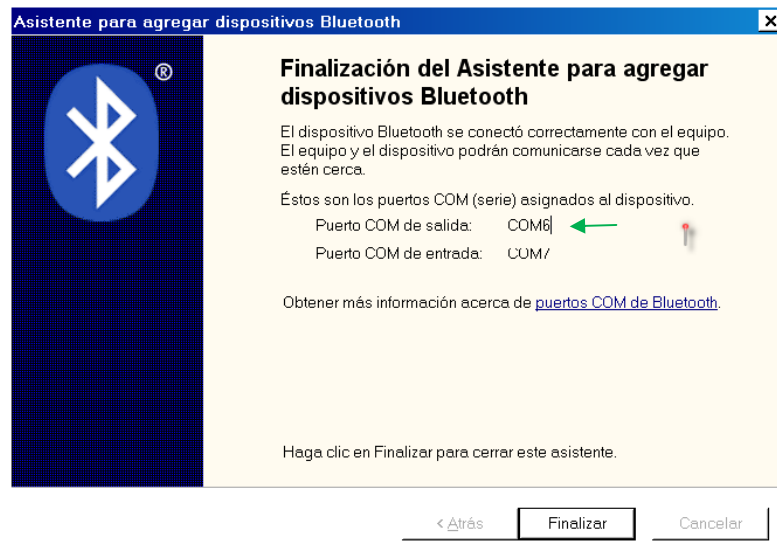 Asistente para agregar dispositivos Bluetooth
®
Finalización del Asistente para agregar
dispositivos Bluetooth
El dispositivo Bluetooth se conectó correctamente con el equipo.
El equipo y el dispositivo podrán comunicarse cada vez que
estén cerca.
Éstos son los puertos COM (serie) asignados al dispositivo.
Puerto COM de salida: COM6
Puerto COM de entrada: COM7
Obtener más información acerca de puertos COM de Bluetooth.
Haga clic en Finalizar para cerrar este asistente.
< Atrás Finalizar Cancelar